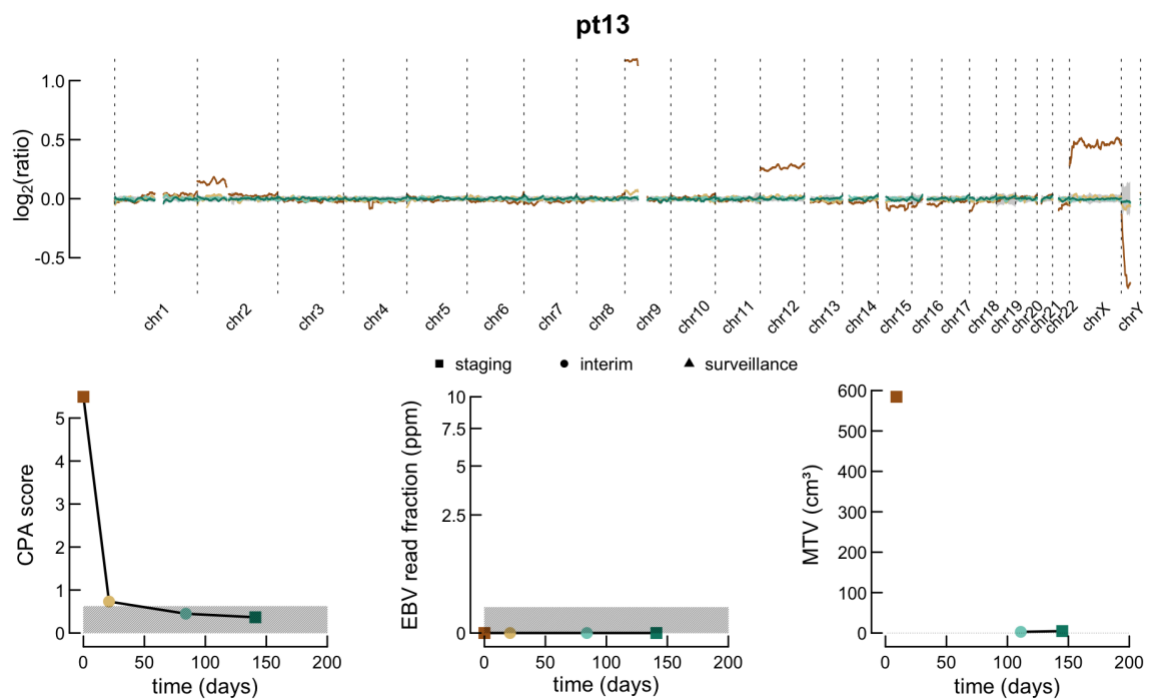 pt13
log2(ratio)
1.0
0.5
0.0
-0.5
chr1 chr2 chr3 chr4 chr5 chr6 chr7 chr8 chr9 chr10 chr11 chr12 chr13 chr14 chr15 chr16 chr17 chr18 chr19 chr20 chr21 chr22 chrX chrY
staging interim surveillance
CPA score
5
4
3
2
1
0
0 50 100 150 200
time (days)
EBV read fraction (ppm)
10
7.5
5
2.5
0
0 50 100 150 200
time (days)
MTV (cm³)
600
500
400
300
200
100
0
0 50 100 150 200
time (days)